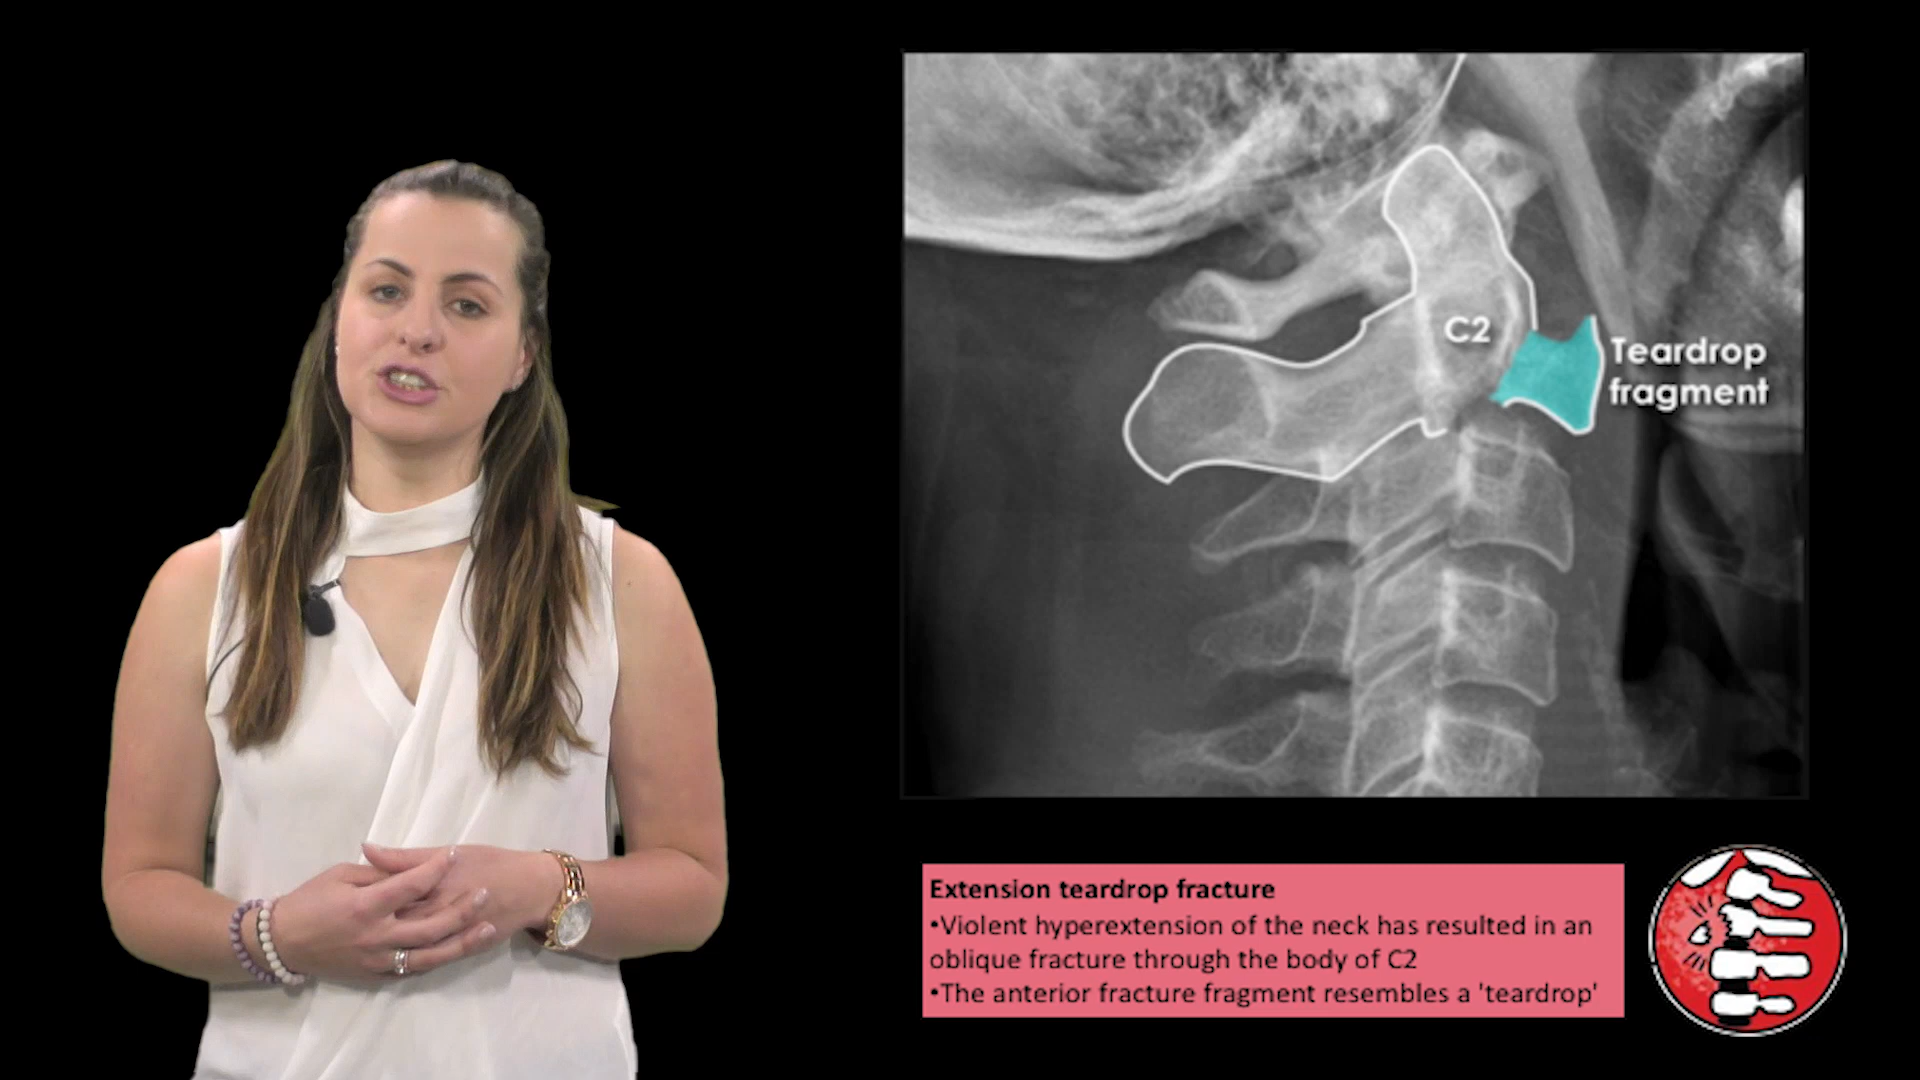 C2
Teardrop
fragment
Extension teardrop fracture
•Violent hyperextension of the neck has resulted in an
oblique fracture through the body of C2
•The anterior fracture fragment resembles a 'teardrop'